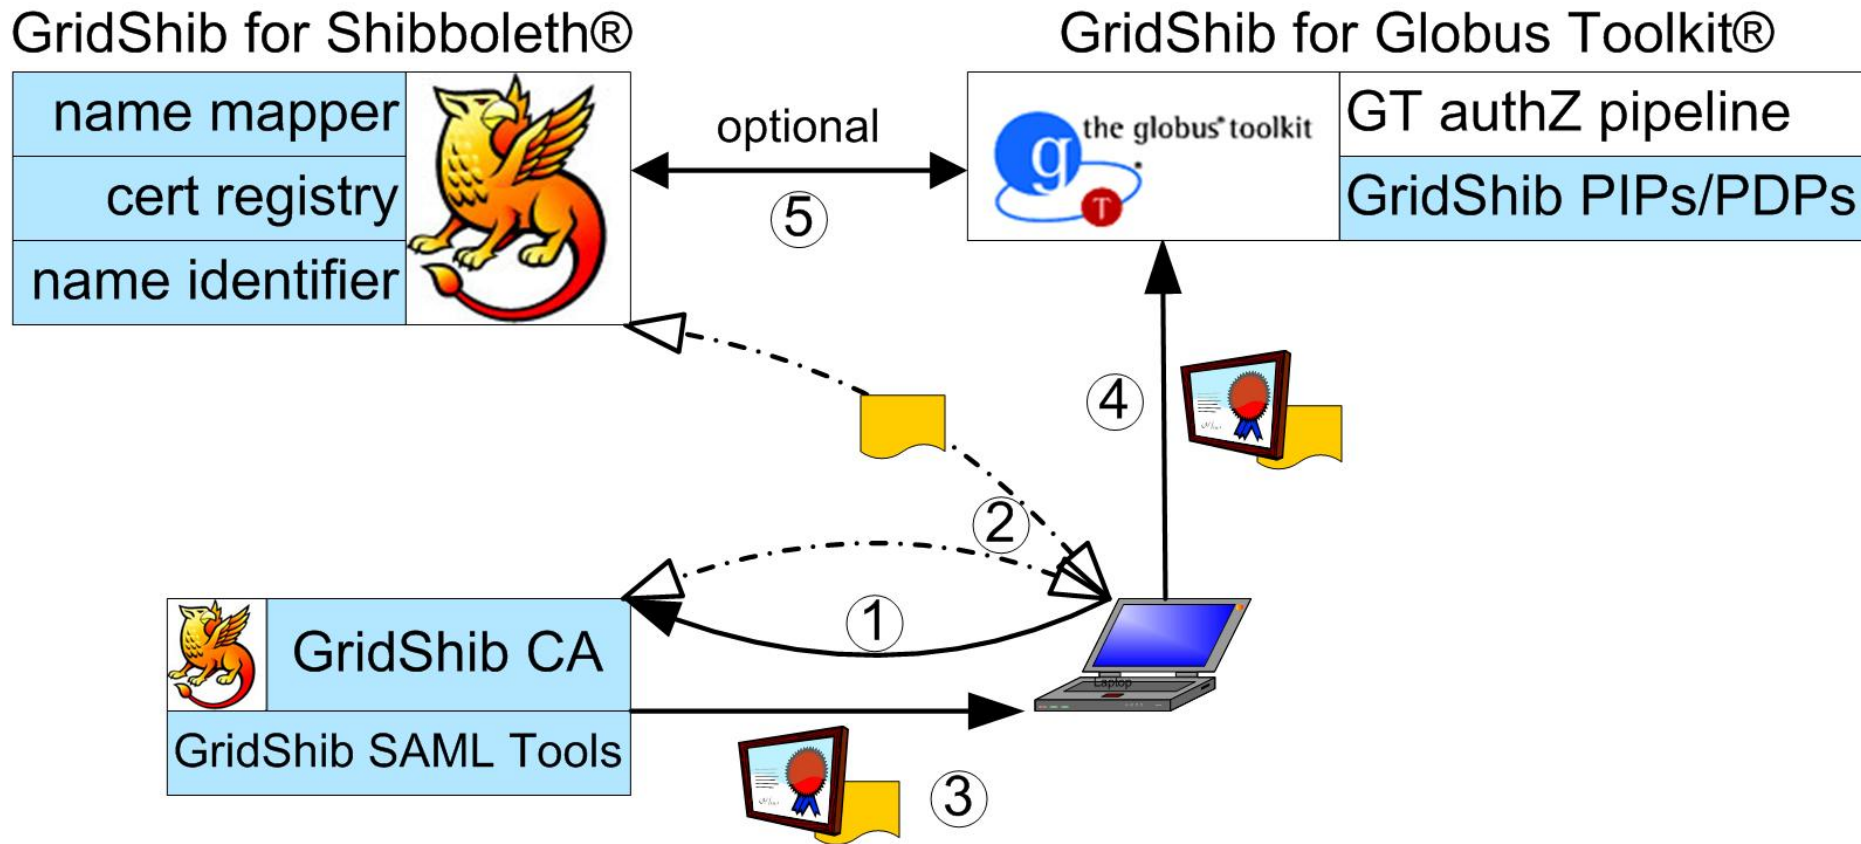 GridShib for Shibboleth®
GridShib for Globus Toolkit®
name mapper
cert registry
name identifier
optional
5
g
the globus® toolkit
T
GT authZ pipeline
GridShib PIPs/PDPs
4
2
1
GridShib CA
GridShib SAML Tools
Laptop
3